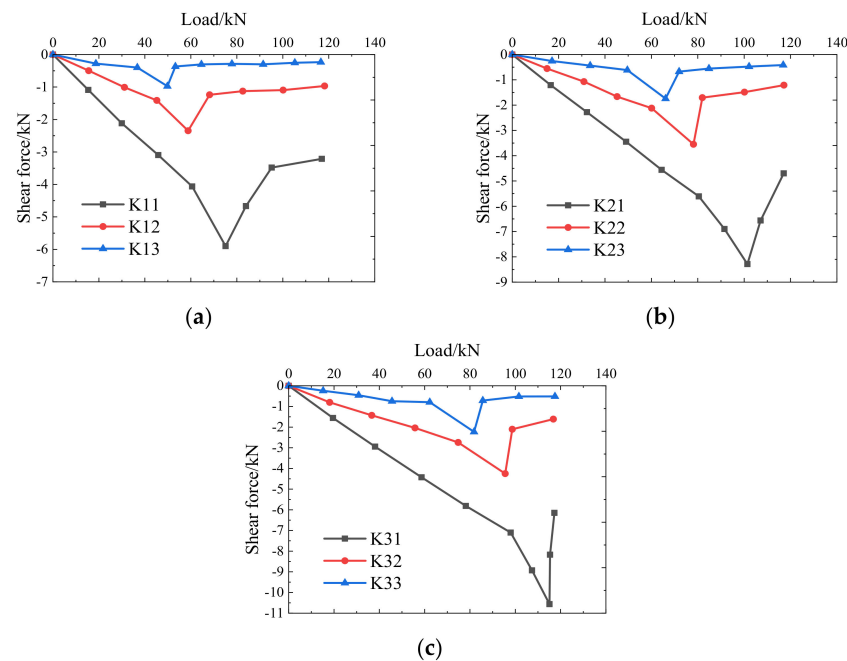 Load/kN
0 20 40 60 80 100 120 140
0
-1
-2
-3
-4
-5
-6
-7
Shear force/kN
K11
K12
K13
(a)
Load/kN
0 20 40 60 80 100 120 140
0
-1
-2
-3
-4
-5
-6
-7
-8
-9
Shear force/kN
K21
K22
K23
(b)
Load/kN
0 20 40 60 80 100 120 140
0
-1
-2
-3
-4
-5
-6
-7
-8
-9
-10
-11
Shear force/kN
K31
K32
K33
(c)